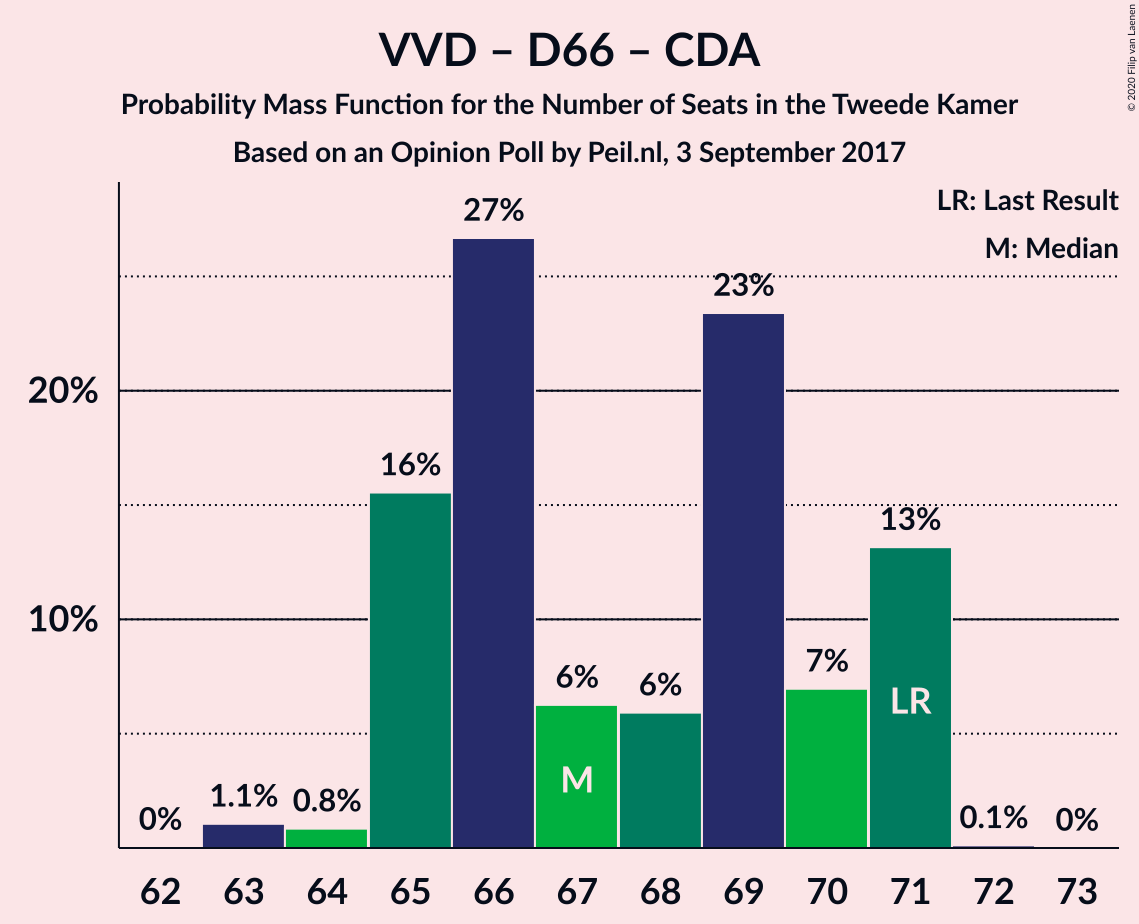 VVD – D66 – CDA
Probability Mass Function for the Number of Seats in the Tweede Kamer
Based on an Opinion Poll by Peil.nl, 3 September 2017
© 2020 Filip van Laenen
LR: Last Result
M: Median
20%
10%
0%
1.1%
0.8%
16%
27%
6%
6%
23%
7%
13%
0.1%
0%
M
LR
62 63 64 65 66 67 68 69 70 71 72 73